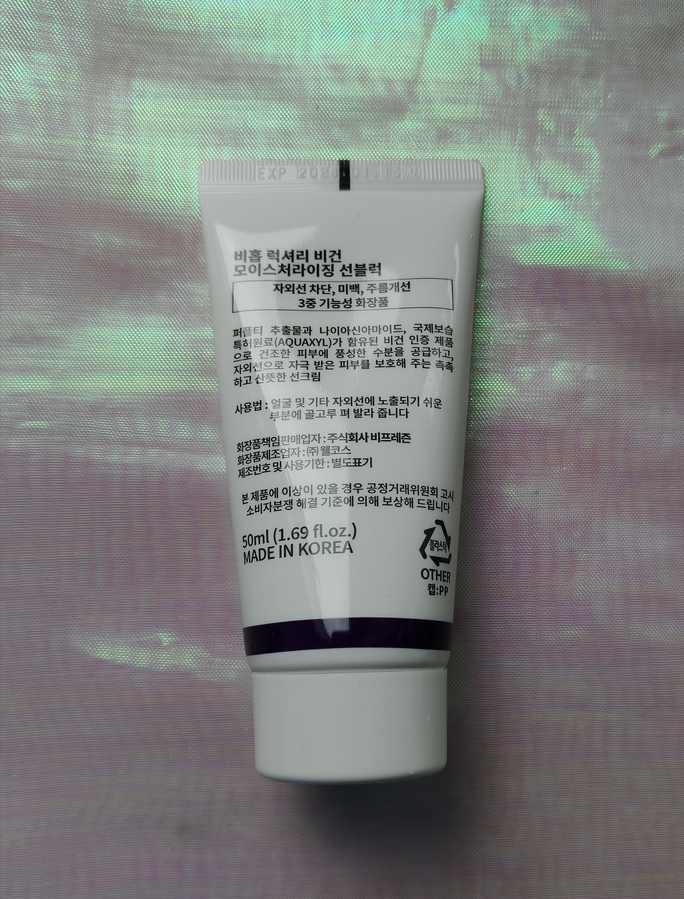 EXP
비홉 럭셔리 비건
모이스처라이징 선블럭
자외선 차단, 미백, 주름개선
3중 기능성 화장품
추출물과 나이아신아마이드, 국제보습
특허원료(AQUAXYL)가 함유된 비건 인증 제품
으로 건조한 피부에 풍성한 수분을 공급하고,
자외선으로 자극 받은 피부를 보호해 주는 촉촉
하고 산뜻한 선크림
사용법 : 얼굴 및 기타 자외선에 노출되기 쉬운
부분에 골고루 펴 발라 줍니다
화장품책임판매업자 : 주식회사 비프레즌
화장품제조업자 : ㈜웰코스
제조번호 및 사용기한 : 별도표기
본 제품에 이상이 있을 경우 공정거래위원회 고시
소비자분쟁 해결 기준에 의해 보상해 드립니다
50ml (1.69 fl.oz.)
MADE IN KOREA
플라스틱
OTHER
캡:PP